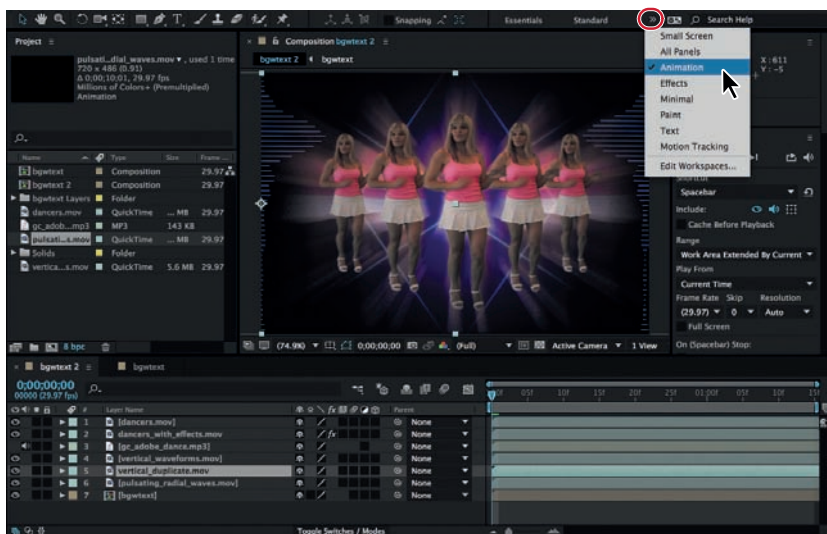 Snapping
Essentials
Standard
Search Help
Small Screen
All Panels
Animation
Effects
Minimal
Paint
Text
Motion Tracking
Edit Workspaces...
Project
pulsati...dial_waves.mov ▾ , used 1 time
720 x 486 (0.91)
Δ 0;00;10;01, 29.97 fps
Millions of Colors+ (Premultiplied)
Animation
Composition bgwtext 2
bgwtext 2
bgwtext
X : 611
Y : -5
Name Type Size Frame ...
bgwtext Composition 29.97
bgwtext 2 Composition 29.97
bgwtext Layers Folder
dancers.mov QuickTime ... MB 29.97
gc_adob...mp3 MP3 143 KB
pulsati...s.mov QuickTime ... MB 29.97
Solids Folder
vertica...s.mov QuickTime 5.6 MB 29.97
8 bpc
Shortcut
Spacebar
Include:
Cache Before Playback
Range
Work Area Extended By Current
Play From
Current Time
Frame Rate Skip Resolution
(29.97) 0 Auto
Full Screen
On (Spacebar) Stop:
(74.9%) 0;00;00;00 (Full) Active Camera 1 View
bgwtext 2
bgwtext
0;00;00;00
00000 (29.97 fps)
05f 10f 15f 20f 25f 01:00f 05f 10f 15f
# Layer Name Parent
1 [dancers.mov] None
2 dancers_with_effects.mov None
3 [gc_adobe_dance.mp3] None
4 [vertical_waveforms.mov] None
5 vertical_duplicate.mov None
6 [pulsating_radial_waves.mov] None
7 [bgwtext] None
Toggle Switches / Modes